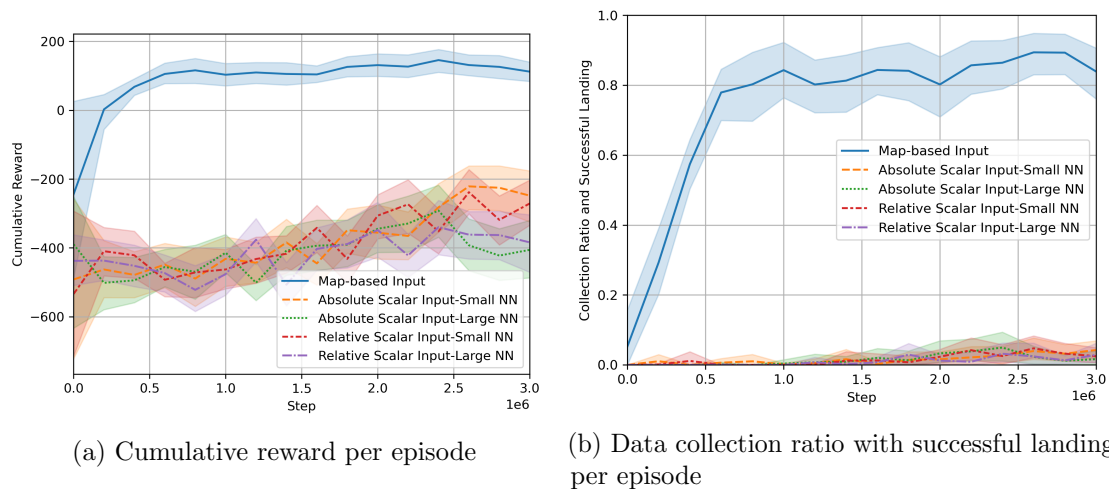 200
0
−200
−400
−600
Cumulative Reward
Map-based Input
Absolute Scalar Input-Small NN
Absolute Scalar Input-Large NN
Relative Scalar Input-Small NN
Relative Scalar Input-Large NN
0.0 0.5 1.0 1.5 2.0 2.5 3.0
Step
1e6
(a) Cumulative reward per episode
1.0
0.8
0.6
0.4
0.2
0.0
Collection Ratio and Successful Landing
Map-based Input
Absolute Scalar Input-Small NN
Absolute Scalar Input-Large NN
Relative Scalar Input-Small NN
Relative Scalar Input-Large NN
0.0 0.5 1.0 1.5 2.0 2.5 3.0
Step
1e6
(b) Data collection ratio with successful landing
per episode